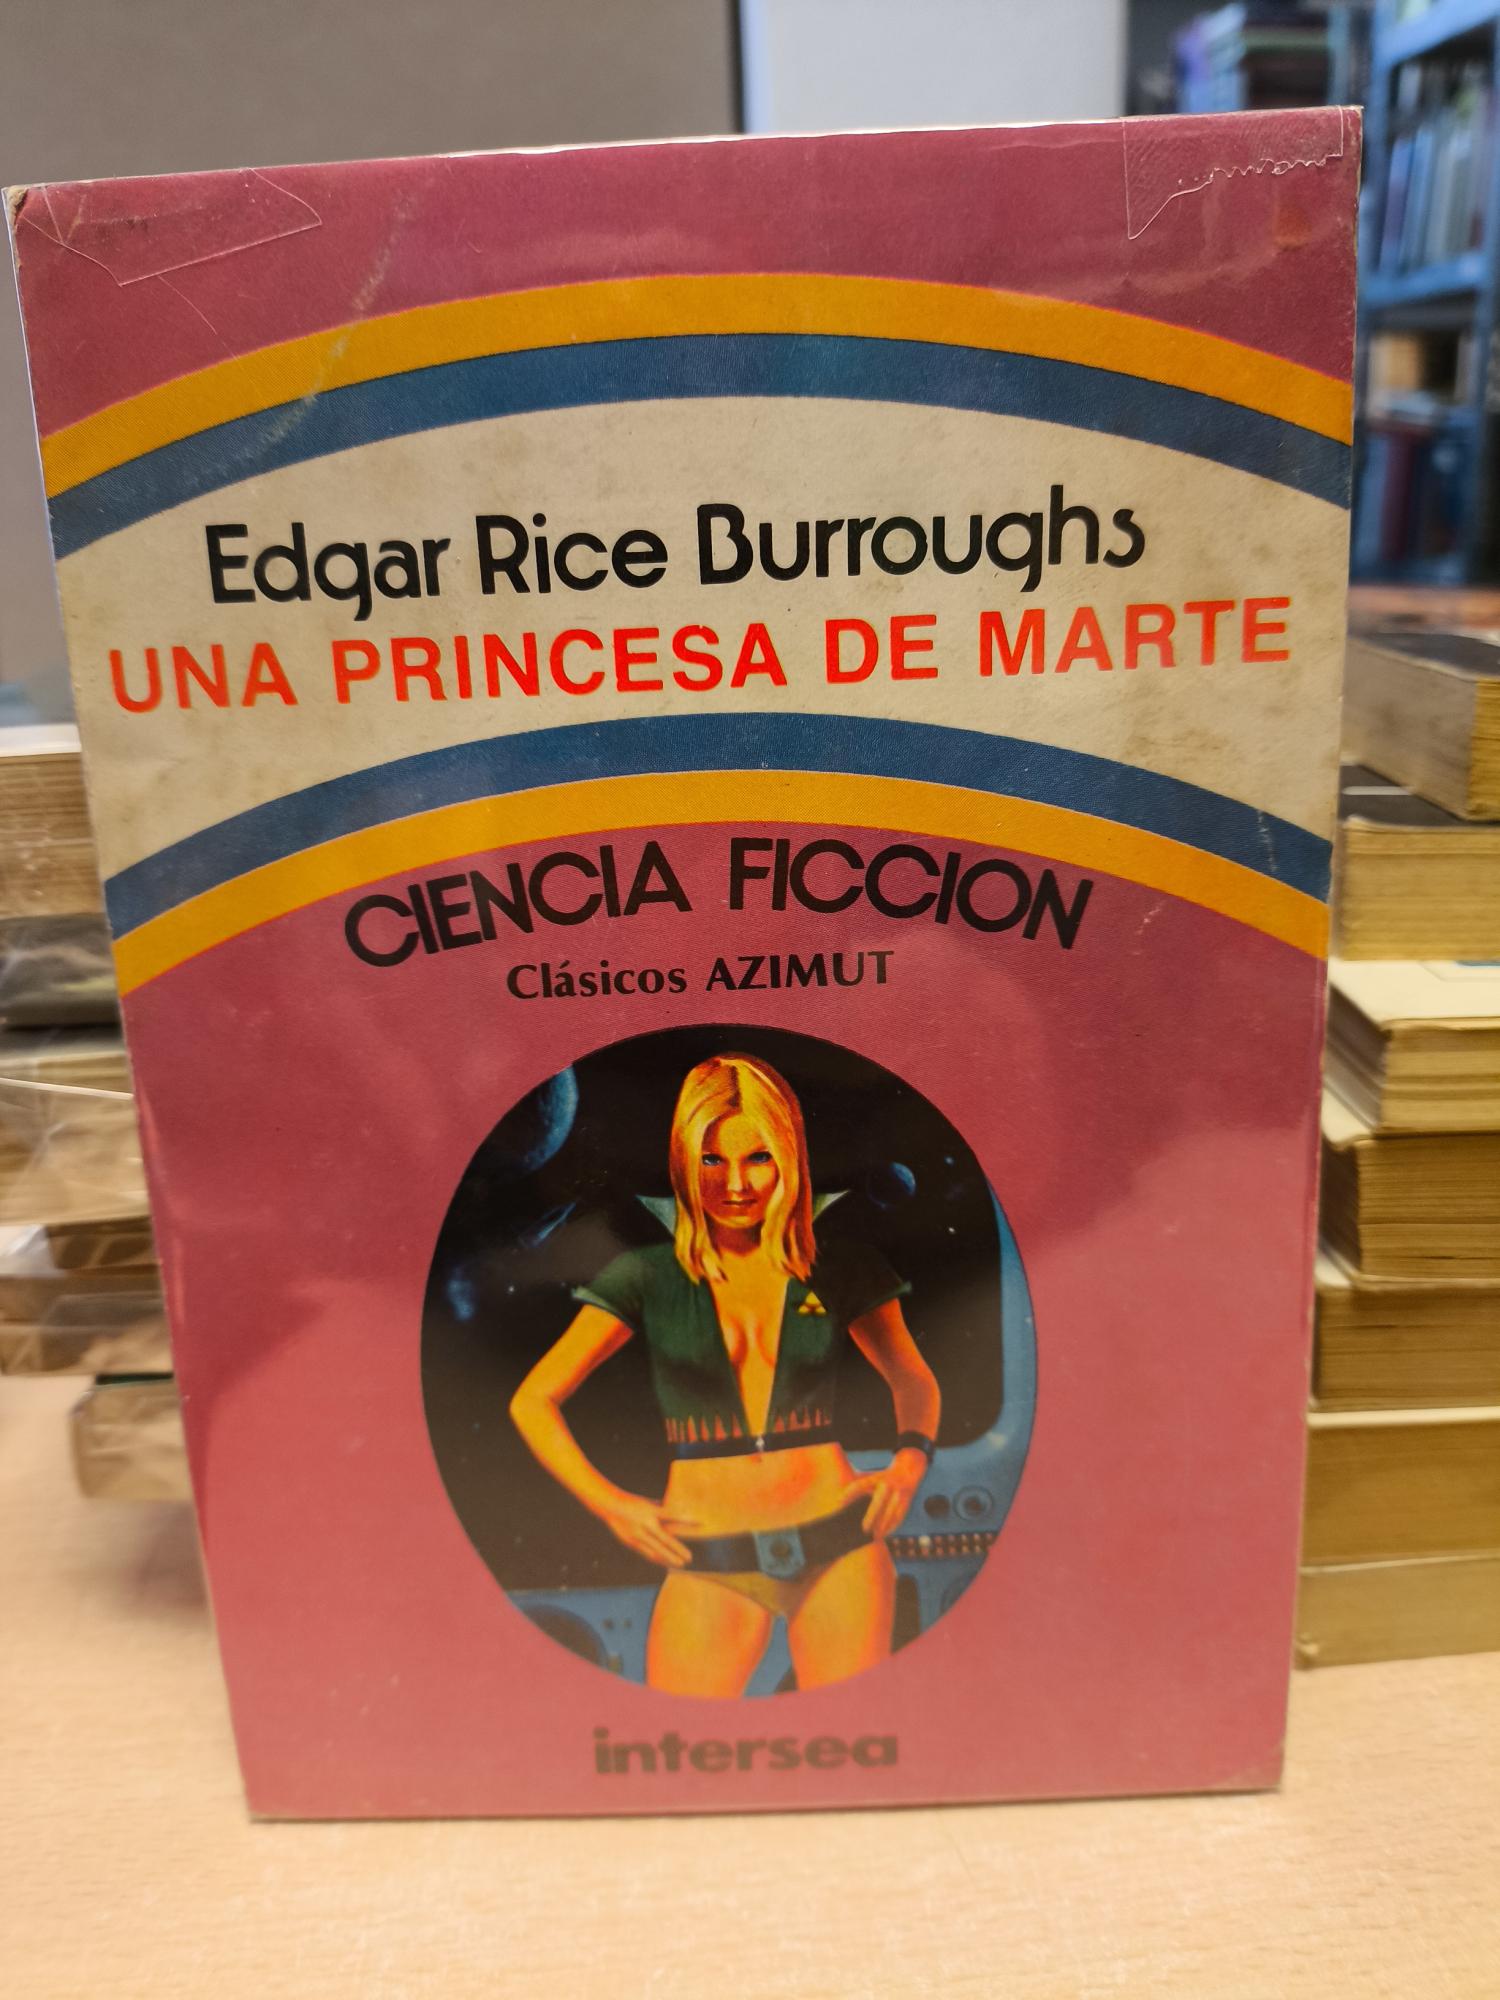 Edgar Rice Burroughs
UNA PRINCESA DE MARTE
CIENCIA FICCION
Clásicos AZIMUT
intersea